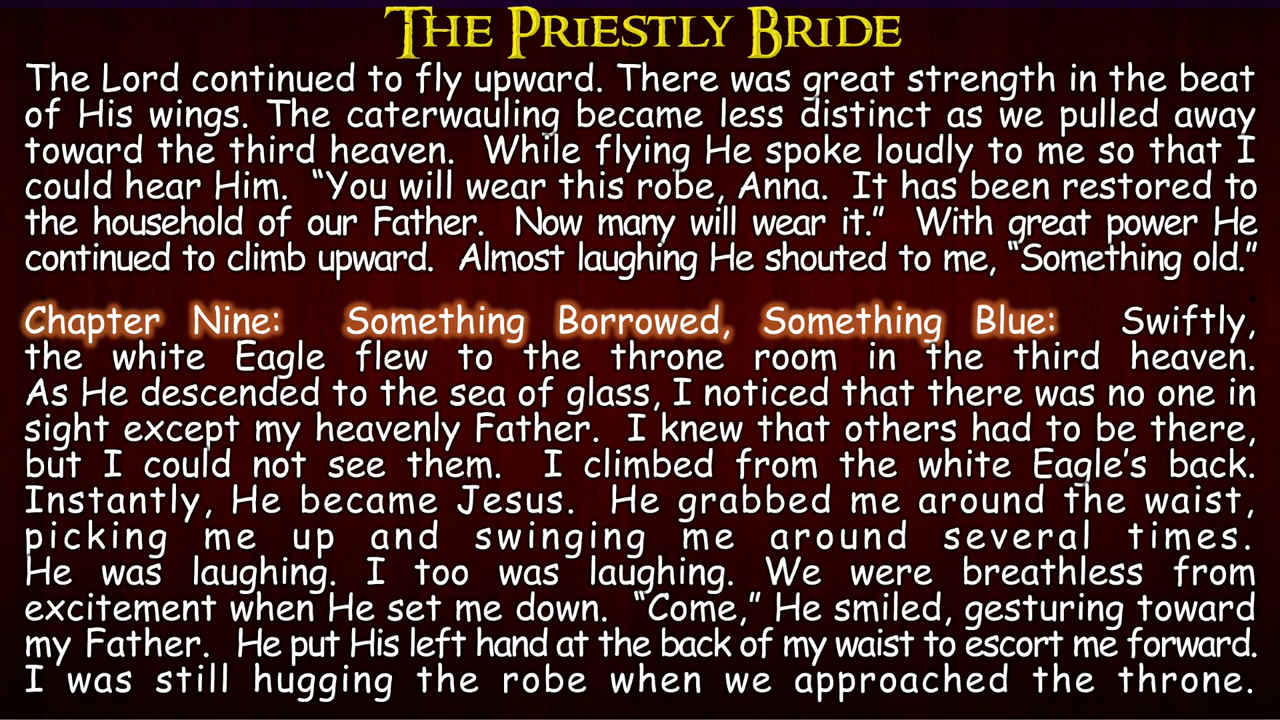 The Priestly Bride
The Lord continued to fly upward. There was great strength in the beat
of His wings. The caterwauling became less distinct as we pulled away
toward the third heaven. While flying He spoke loudly to me so that I
could hear Him. “You will wear this robe, Anna. It has been restored to
the household of our Father. Now many will wear it.” With great power He
continued to climb upward. Almost laughing He shouted to me, “Something old.”
Chapter Nine: Something Borrowed, Something Blue: Swiftly,
the white Eagle flew to the throne room in the third heaven.
As He descended to the sea of glass, I noticed that there was no one in
sight except my heavenly Father. I knew that others had to be there,
but I could not see them. I climbed from the white Eagle’s back.
Instantly, He became Jesus. He grabbed me around the waist,
picking me up and swinging me around several times.
He was laughing. I too was laughing. We were breathless from
excitement when He set me down. “Come,” He smiled, gesturing toward
my Father. He put His left hand at the back of my waist to escort me forward.
I was still hugging the robe when we approached the throne.